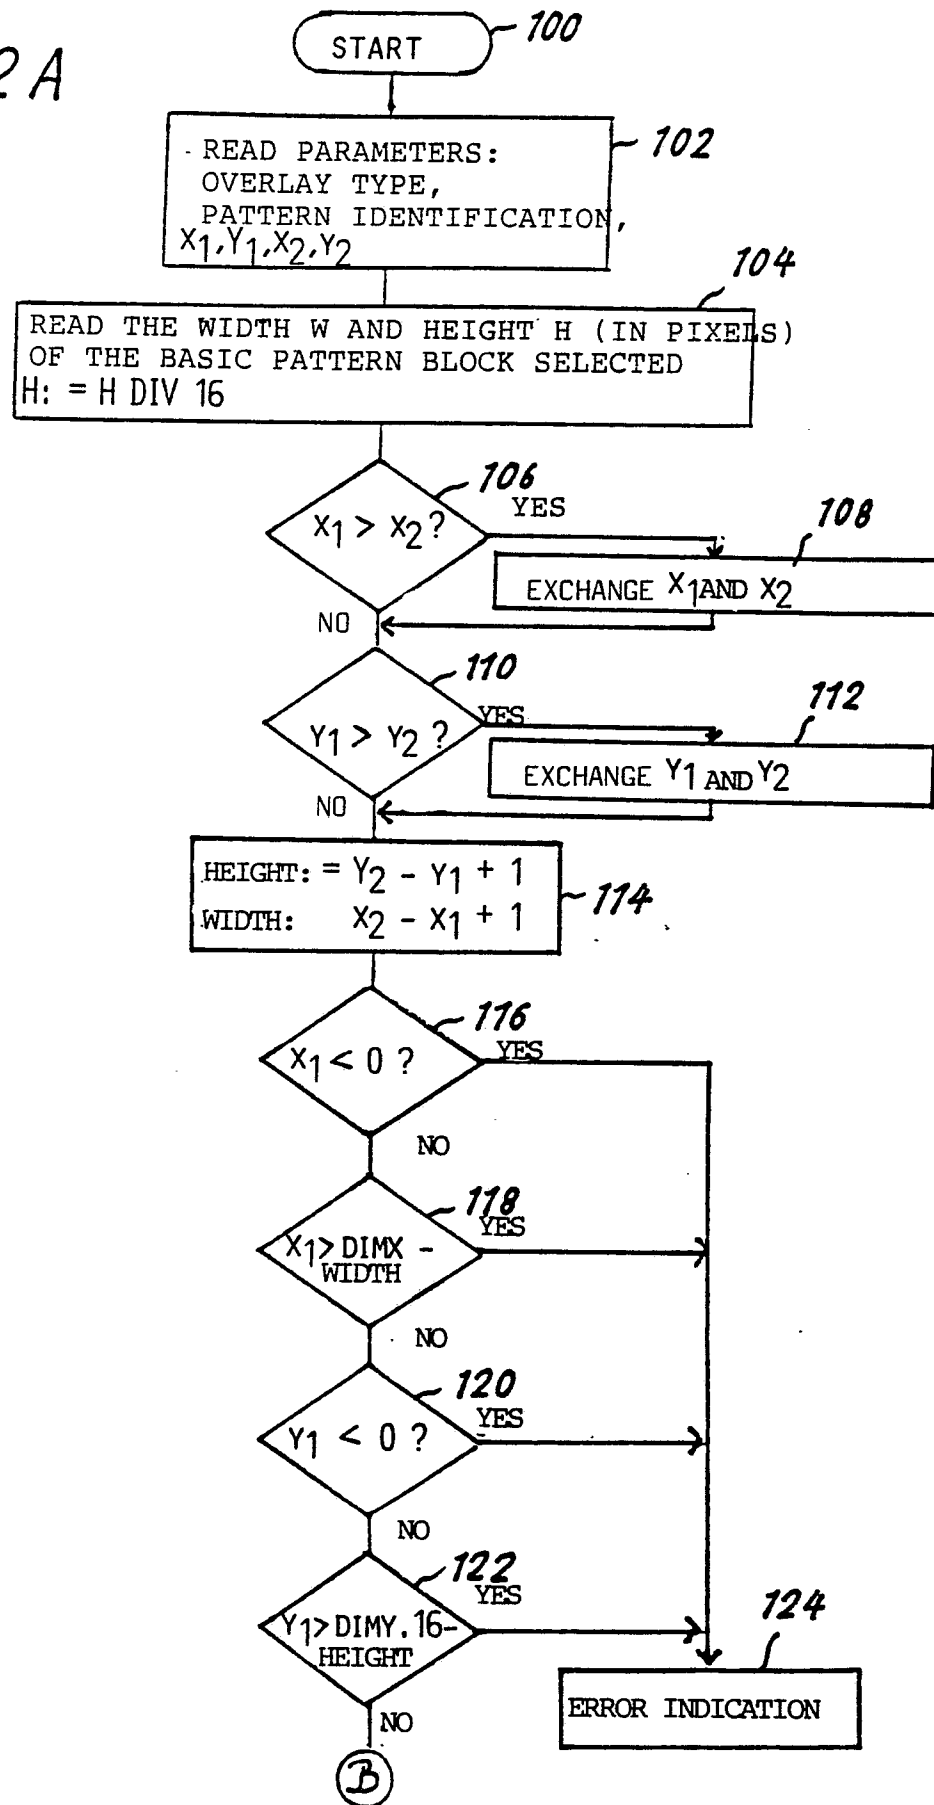 2A
START
100
READ PARAMETERS:
OVERLAY TYPE,
PATTERN IDENTIFICATION,
X1,Y1,X2,Y2
102
104
READ THE WIDTH W AND HEIGHT H (IN PIXELS)
OF THE BASIC PATTERN BLOCK SELECTED
H: = H DIV 16
106
X1 > X2 ?
YES
108
EXCHANGE X1 AND X2
NO
110
Y1 > Y2 ?
YES
112
EXCHANGE Y1 AND Y2
NO
HEIGHT: = Y2 - Y1 + 1
WIDTH: X2 - X1 + 1
114
116
X1 < 0 ?
YES
NO
118
YES
X1 > DIMX -
WIDTH
NO
120
YES
Y1 < 0 ?
NO
122
YES
Y1 > DIMY.16-
HEIGHT
124
ERROR INDICATION
NO
B